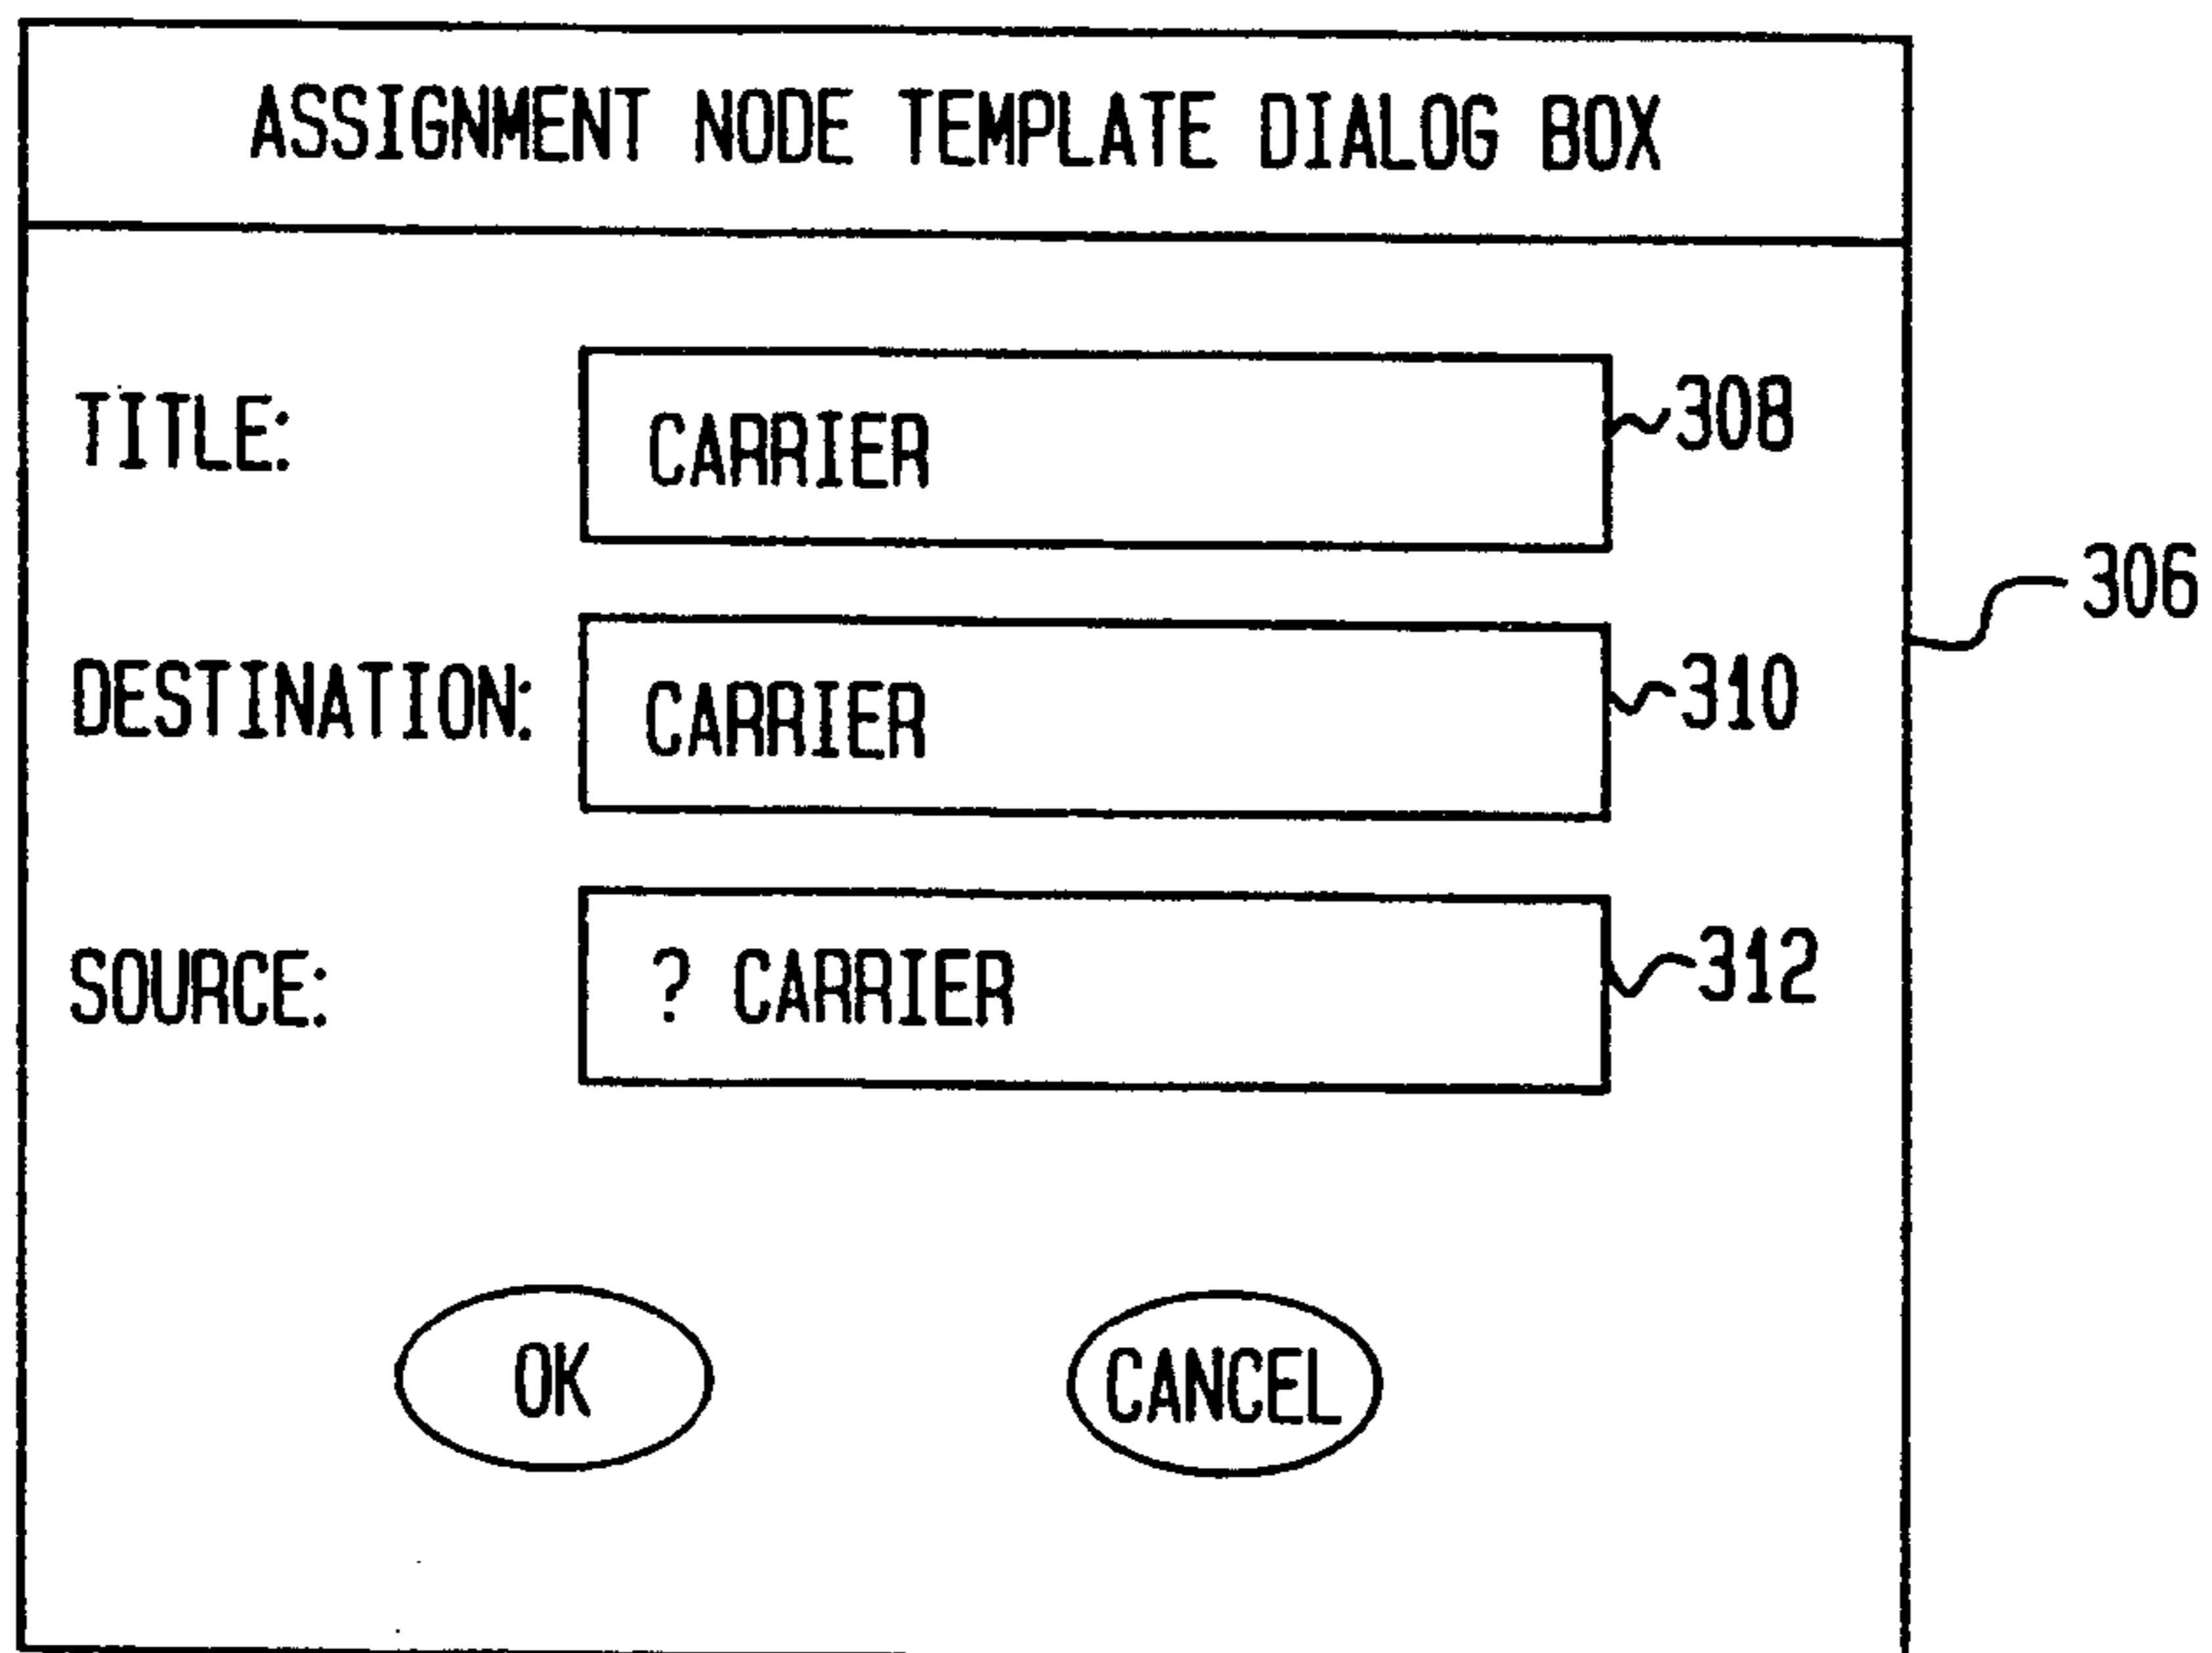 ASSIGNMENT NODE TEMPLATE DIALOG BOX
TITLE: CARRIER 308
306
DESTINATION: CARRIER 310
SOURCE: ? CARRIER 312
OK CANCEL